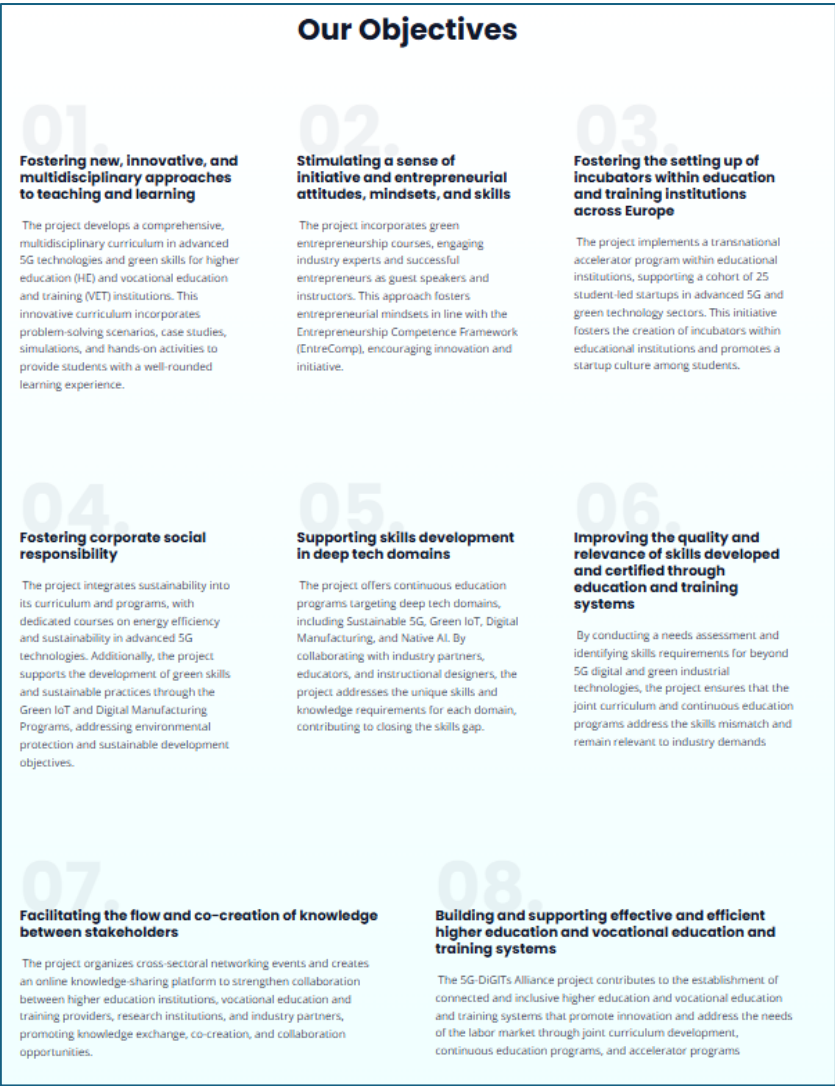 Our Objectives
01.
Fostering new, innovative, and
multidisciplinary approaches
to teaching and learning
The project develops a comprehensive,
multidisciplinary curriculum in advanced
5G technologies and green skills for higher
education (HE) and vocational education
and training (VET) institutions. This
innovative curriculum incorporates
problem-solving scenarios, case studies,
simulations, and hands-on activities to
provide students with a well-rounded
learning experience.
02.
Stimulating a sense of
initiative and entrepreneurial
attitudes, mindsets, and skills
The project incorporates green
entrepreneurship courses, engaging
industry experts and successful
entrepreneurs as guest speakers and
instructors. This approach fosters
entrepreneurial mindsets in line with the
Entrepreneurship Competence Framework
(EntreComp), encouraging innovation and
initiative.
03.
Fostering the setting up of
incubators within education
and training institutions
across Europe
The project implements a transnational
accelerator program within educational
institutions, supporting a cohort of 25
student-led startups in advanced 5G and
green technology sectors. This initiative
fosters the creation of incubators within
educational institutions and promotes a
startup culture among students.
04.
Fostering corporate social
responsibility
The project integrates sustainability into
its curriculum and programs, with
dedicated courses on energy efficiency
and sustainability in advanced 5G
technologies. Additionally, the project
supports the development of green skills
and sustainable practices through the
Green IoT and Digital Manufacturing
Programs, addressing environmental
protection and sustainable development
objectives.
05.
Supporting skills development
in deep tech domains
The project offers continuous education
programs targeting deep tech domains,
including Sustainable 5G, Green IoT, Digital
Manufacturing, and Native AI. By
collaborating with industry partners,
educators, and instructional designers, the
project addresses the unique skills and
knowledge requirements for each domain,
contributing to closing the skills gap.
06.
Improving the quality and
relevance of skills developed
and certified through
education and training
systems
By conducting a needs assessment and
identifying skills requirements for beyond
5G digital and green industrial
technologies, the project ensures that the
joint curriculum and continuous education
programs address the skills mismatch and
remain relevant to industry demands
07.
Facilitating the flow and co-creation of knowledge
between stakeholders
The project organizes cross-sectoral networking events and creates
an online knowledge-sharing platform to strengthen collaboration
between higher education institutions, vocational education and
training providers, research institutions, and industry partners,
promoting knowledge exchange, co-creation, and collaboration
opportunities.
08.
Building and supporting effective and efficient
higher education and vocational education and
training systems
The 5G-DiGITs Alliance project contributes to the establishment of
connected and inclusive higher education and vocational education
and training systems that promote innovation and address the needs
of the labor market through joint curriculum development,
continuous education programs, and accelerator programs